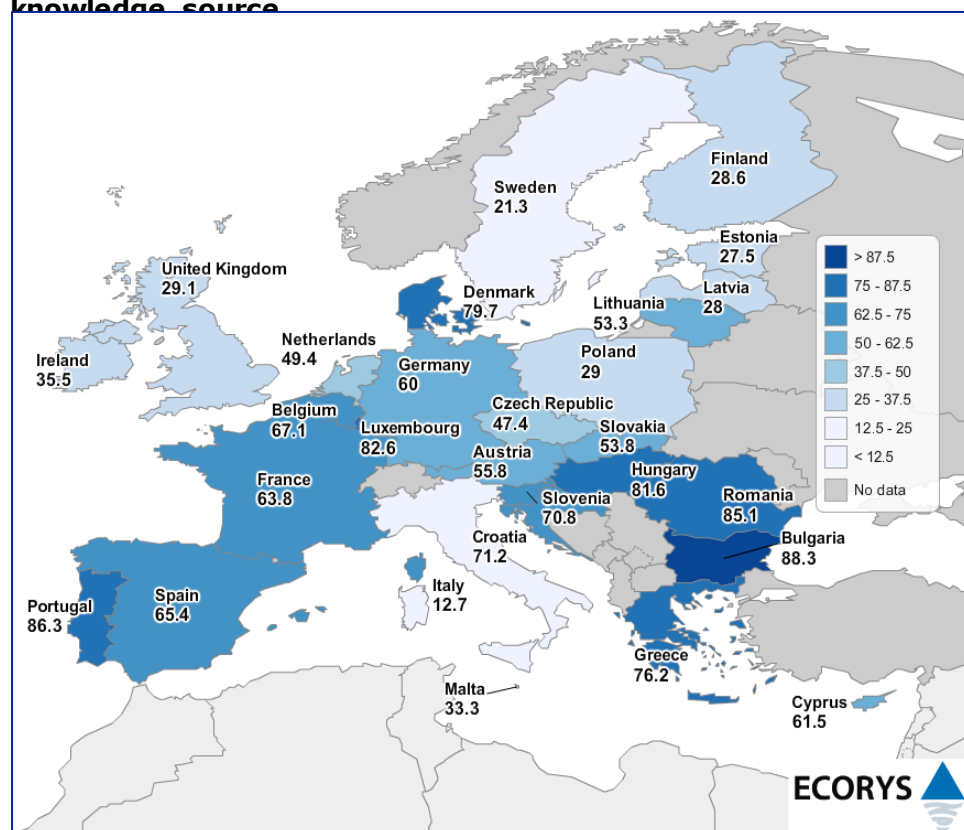 knowledge, source
Finland
28.6
Sweden
21.3
Estonia
27.5
United Kingdom
29.1
Latvia
28
Denmark
79.7
Lithuania
53.3
Netherlands
49.4
Ireland
35.5
Germany
60
Poland
29
Belgium
67.1
Czech Republic
47.4
Luxembourg
82.6
Slovakia
53.8
Austria
55.8
France
63.8
Hungary
81.6
Slovenia
70.8
Romania
85.1
Croatia
71.2
Bulgaria
88.3
Italy
12.7
Spain
65.4
Portugal
86.3
Greece
76.2
Malta
33.3
Cyprus
61.5
> 87.5
75 - 87.5
62.5 - 75
50 - 62.5
37.5 - 50
25 - 37.5
12.5 - 25
< 12.5
No data
ECORYS